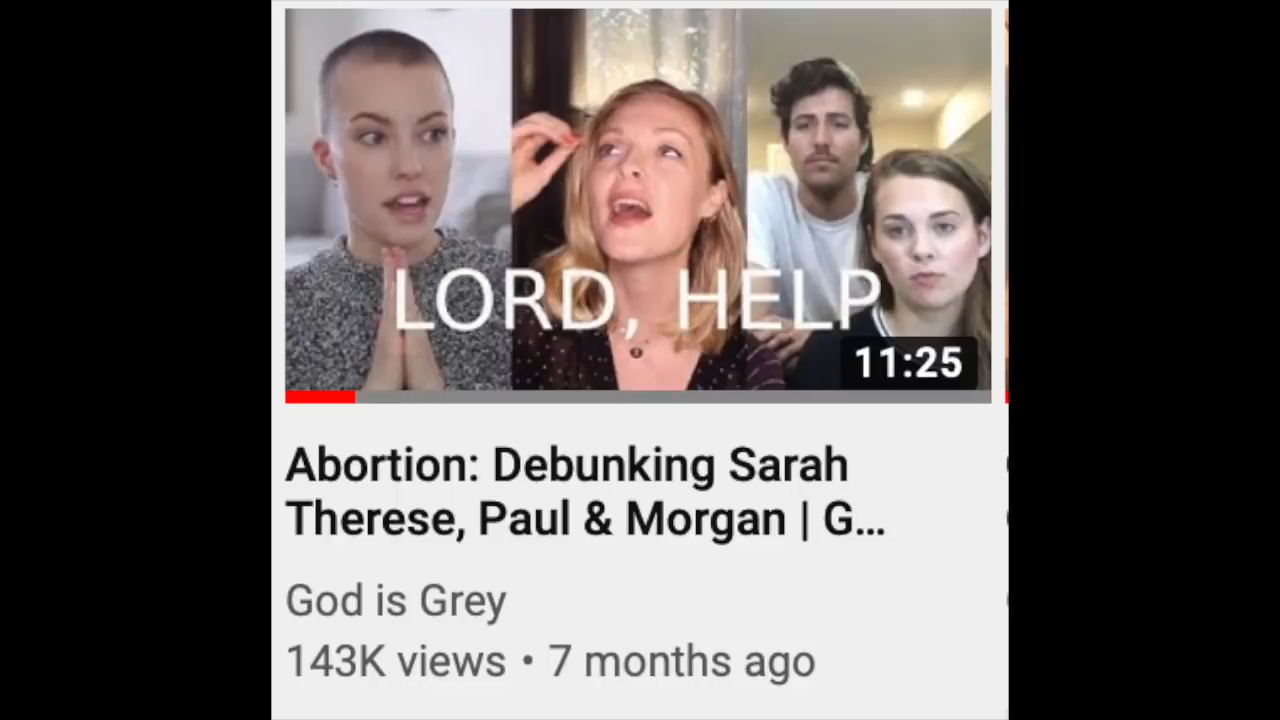 LORD, HELP
11:25
Abortion: Debunking Sarah
Therese, Paul & Morgan | G...
God is Grey
143K views • 7 months ago